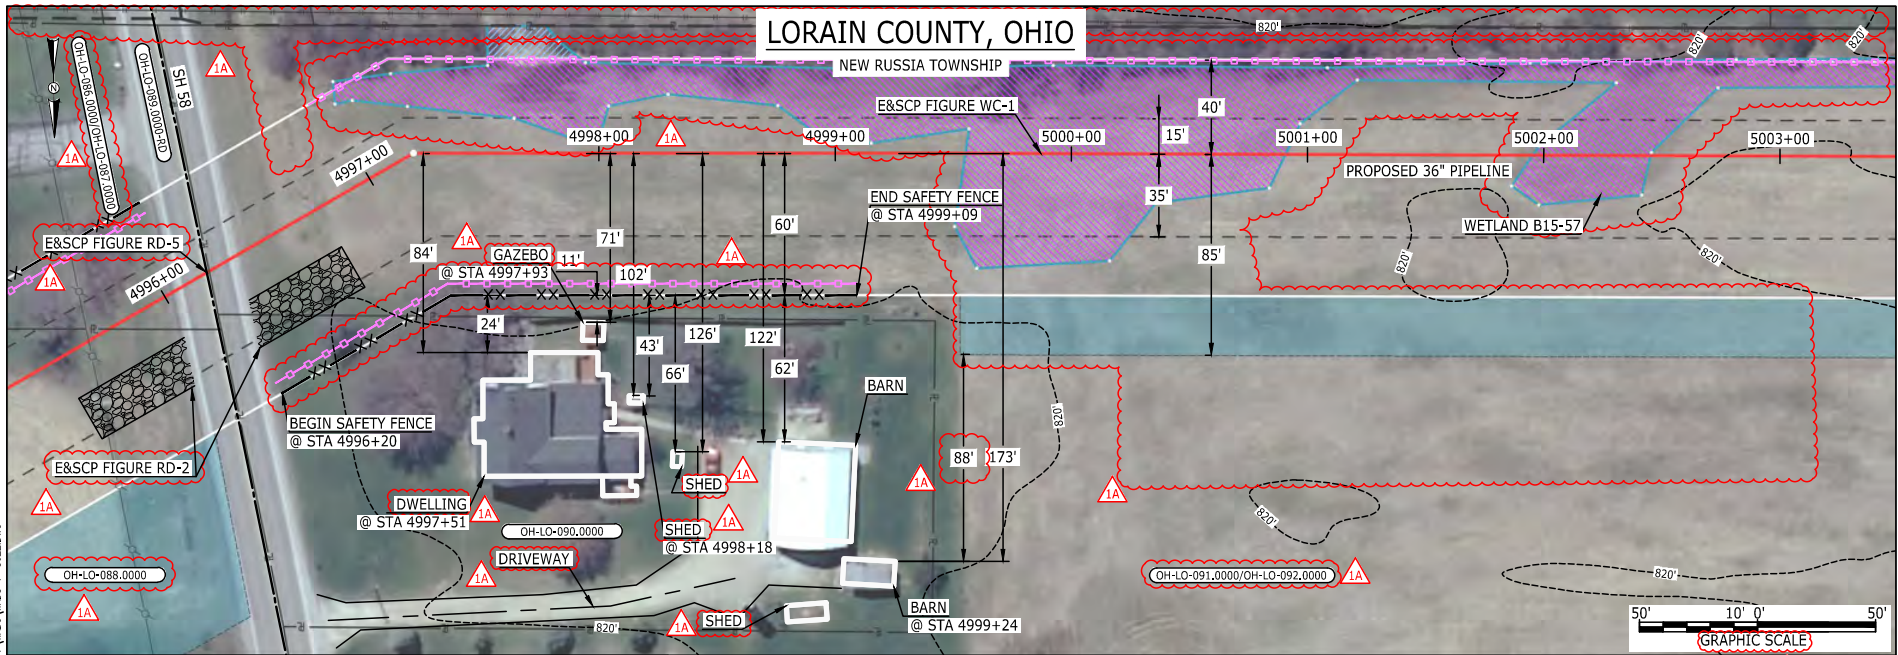 LORAIN COUNTY, OHIO
NEW RUSSIA TOWNSHIP
820'
820'
820'
N
OH-LO-086.0000/OH-LO-087.0000
OH-LO-089.0000-RD
SH 58
1A
1A
1A
E&SCP FIGURE WC-1
40'
15'
4997+00
4998+00
4999+00
5000+00
5001+00
5002+00
5003+00
PROPOSED 36" PIPELINE
END SAFETY FENCE
@ STA 4999+09
35'
WETLAND B15-57
E&SCP FIGURE RD-5
1A
4996+00
1A
GAZEBO
@ STA 4997+93
11'
1A
84'
71'
102'
60'
85'
820'
820'
24'
43'
126'
122'
66'
62'
BARN
820'
BEGIN SAFETY FENCE
@ STA 4996+20
E&SCP FIGURE RD-2
1A
88'
173'
SHED
1A
1A
1A
DWELLING
@ STA 4997+51
1A
OH-LO-090.0000
SHED
@ STA 4998+18
1A
820'
DRIVEWAY
1A
OH-LO-088.0000
1A
OH-LO-091.0000/OH-LO-092.0000
1A
820'
820'
1A
SHED
BARN
@ STA 4999+24
50'
10'
0'
50'
GRAPHIC SCALE